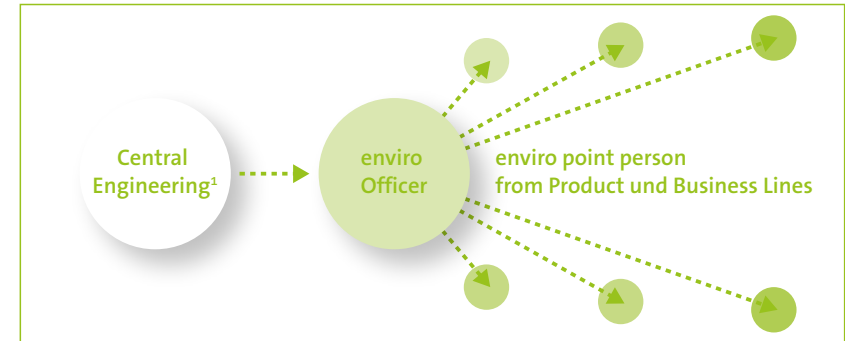 Central
Engineering¹
enviro
Officer
enviro point person
from Product und Business Lines